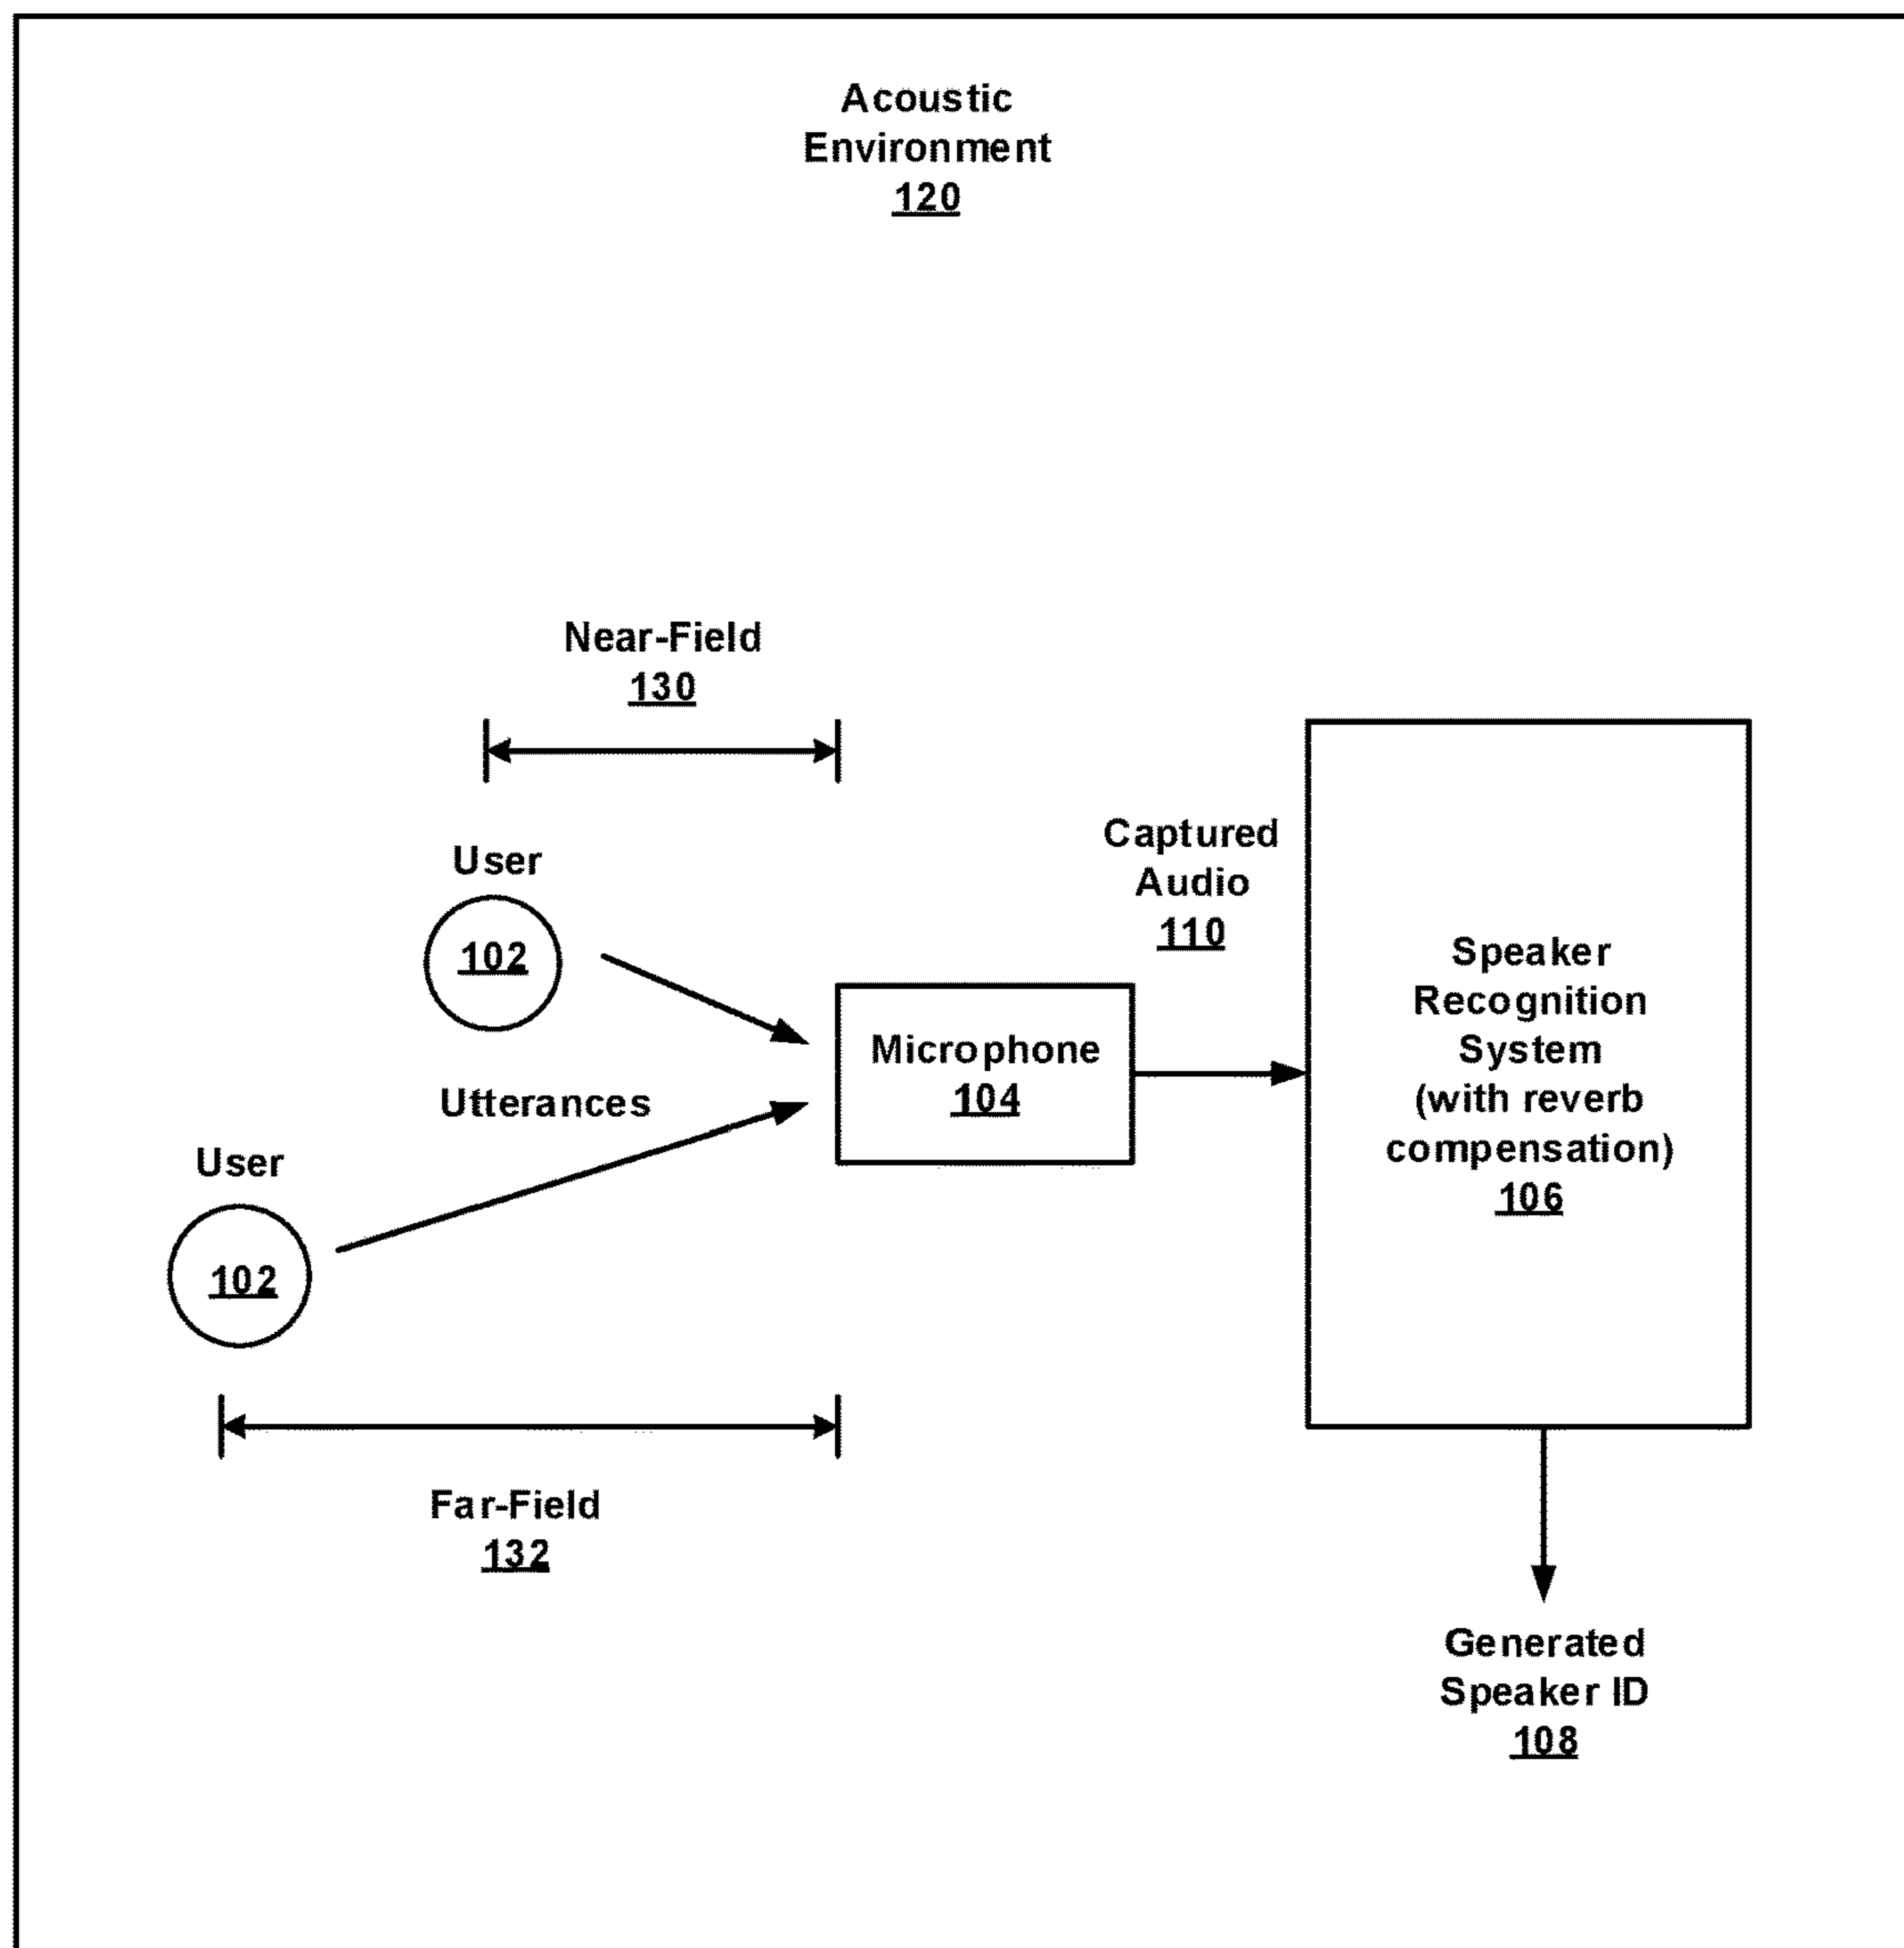 Acoustic
Environment
120
Near-Field
130
User
102
Utterances
User
102
Far-Field
132
Microphone
104
Captured
Audio
110
Speaker
Recognition
System
(with reverb
compensation)
106
Generated
Speaker ID
108